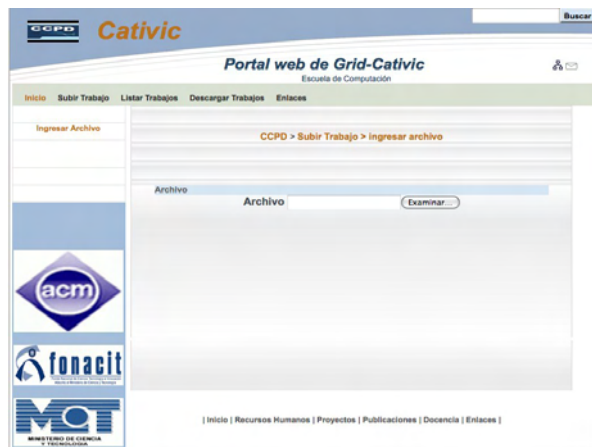 Buscar
CCPD
Cativic
Portal web de Grid-Cativic
Escuela de Computación
Inicio Subir Trabajo Listar Trabajos Descargar Trabajos Enlaces
Ingresar Archivo
CCPD > Subir Trabajo > ingresar archivo
Archivo
Archivo Examinar...
acm
fonacit
MCT
MINISTERIO DE CIENCIA
Y TECNOLOGIA
| Inicio | Recursos Humanos | Proyectos | Publicaciones | Docencia | Enlaces |